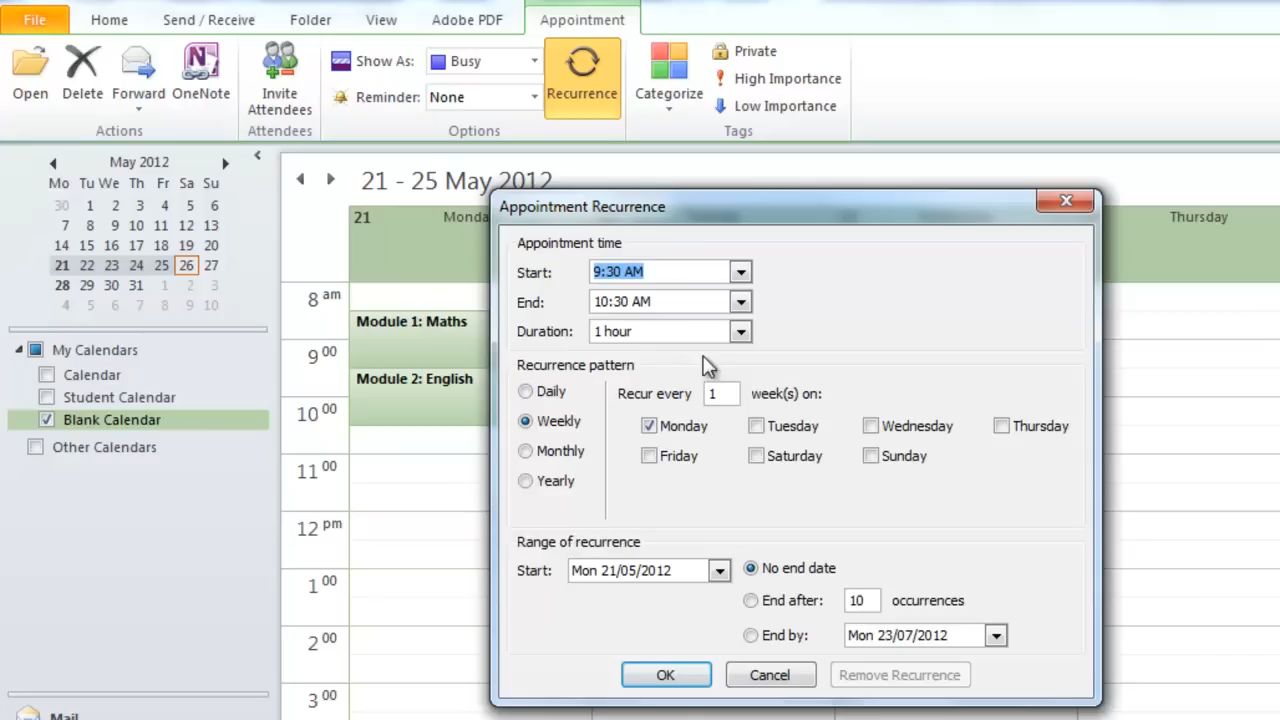 File Home Send / Receive Folder View Adobe PDF Appointment
Open Delete Forward OneNote
Actions
Invite
Attendees
Attendees
Show As: Busy
Reminder: None
Options
Recurrence
Categorize
Private
High Importance
Low Importance
Tags
May 2012
Mo Tu We Th Fr Sa Su
30 1 2 3 4 5 6
7 8 9 10 11 12 13
14 15 16 17 18 19 20
21 22 23 24 25 26 27
28 29 30 31 1 2 3
4 5 6 7 8 9 10
My Calendars
Calendar
Student Calendar
Blank Calendar
Other Calendars
Mail
21 - 25 May 2012
21 Monda
Thursday
8 am
Module 1: Maths
9 00
Module 2: English
10 00
11 00
12 pm
1 00
2 00
3 00
Appointment Recurrence
Appointment time
Start: 9:30 AM
End: 10:30 AM
Duration: 1 hour
Recurrence pattern
Daily
Weekly
Monthly
Yearly
Recur every 1 week(s) on:
Monday Tuesday Wednesday Thursday
Friday Saturday Sunday
Range of recurrence
Start: Mon 21/05/2012
No end date
End after: 10 occurrences
End by: Mon 23/07/2012
OK Cancel Remove Recurrence